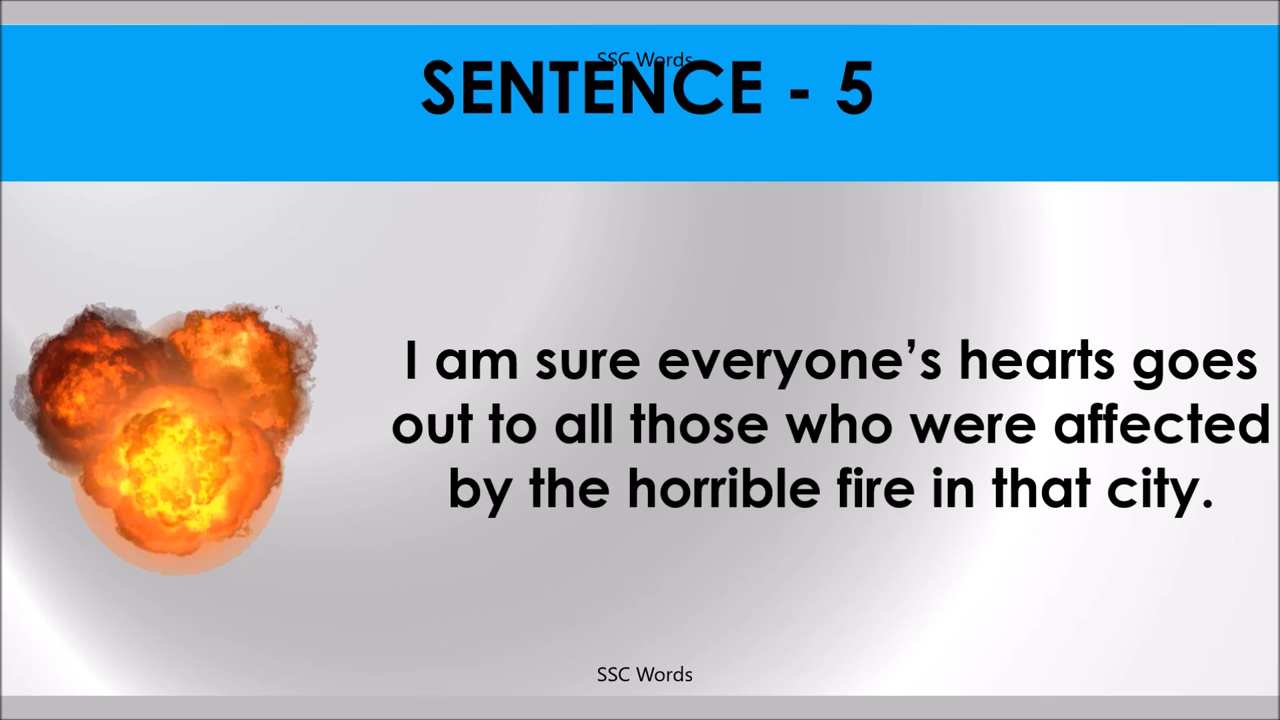 SSC Words
SENTENCE - 5
I am sure everyone’s hearts goes
out to all those who were affected
by the horrible fire in that city.
SSC Words